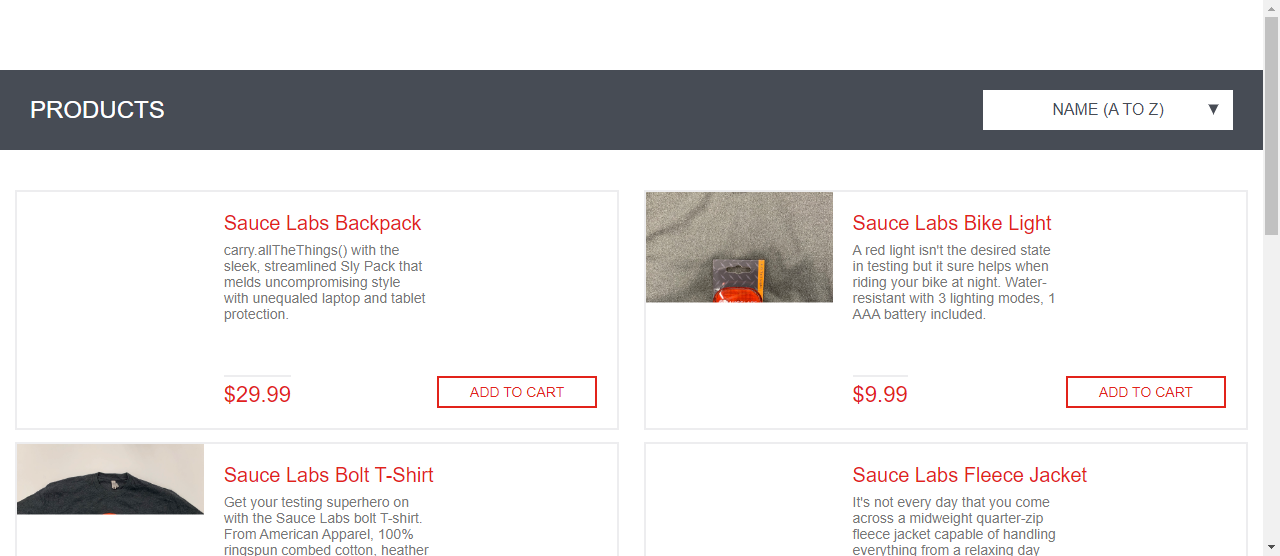 PRODUCTS
NAME (A TO Z) ▼
Sauce Labs Backpack
carry.allTheThings() with the
sleek, streamlined Sly Pack that
melds uncompromising style
with unequaled laptop and tablet
protection.
$29.99
ADD TO CART
Sauce Labs Bike Light
A red light isn't the desired state
in testing but it sure helps when
riding your bike at night. Water-
resistant with 3 lighting modes, 1
AAA battery included.
$9.99
ADD TO CART
Sauce Labs Bolt T-Shirt
Get your testing superhero on
with the Sauce Labs bolt T-shirt.
From American Apparel, 100%
ringspun combed cotton, heather
Sauce Labs Fleece Jacket
It's not every day that you come
across a midweight quarter-zip
fleece jacket capable of handling
everything from a relaxing day